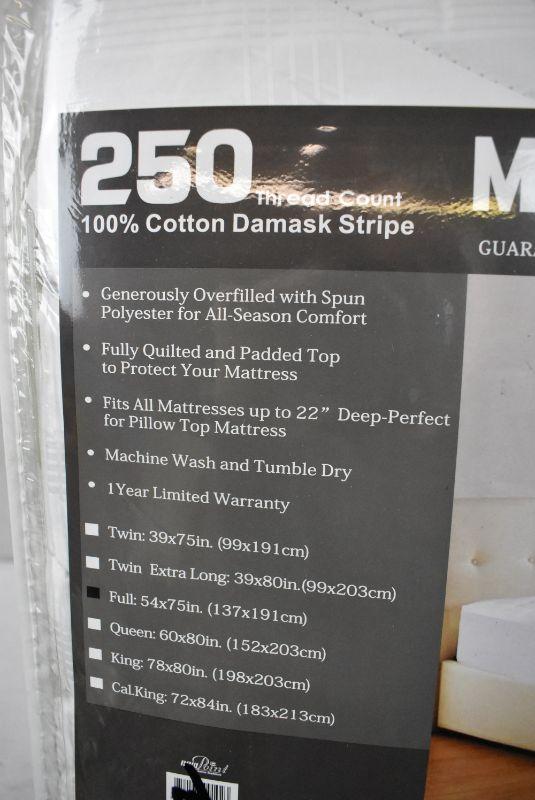 250 Thread Count
100% Cotton Damask Stripe
M
GUAR
• Generously Overfilled with Spun
Polyester for All-Season Comfort
• Fully Quilted and Padded Top
to Protect Your Mattress
• Fits All Mattresses up to 22” Deep-Perfect
for Pillow Top Mattress
• Machine Wash and Tumble Dry
• 1Year Limited Warranty
Twin: 39x75in. (99x191cm)
Twin Extra Long: 39x80in.(99x203cm)
Full: 54x75in. (137x191cm)
Queen: 60x80in. (152x203cm)
King: 78x80in. (198x203cm)
Cal.King: 72x84in. (183x213cm)
Point